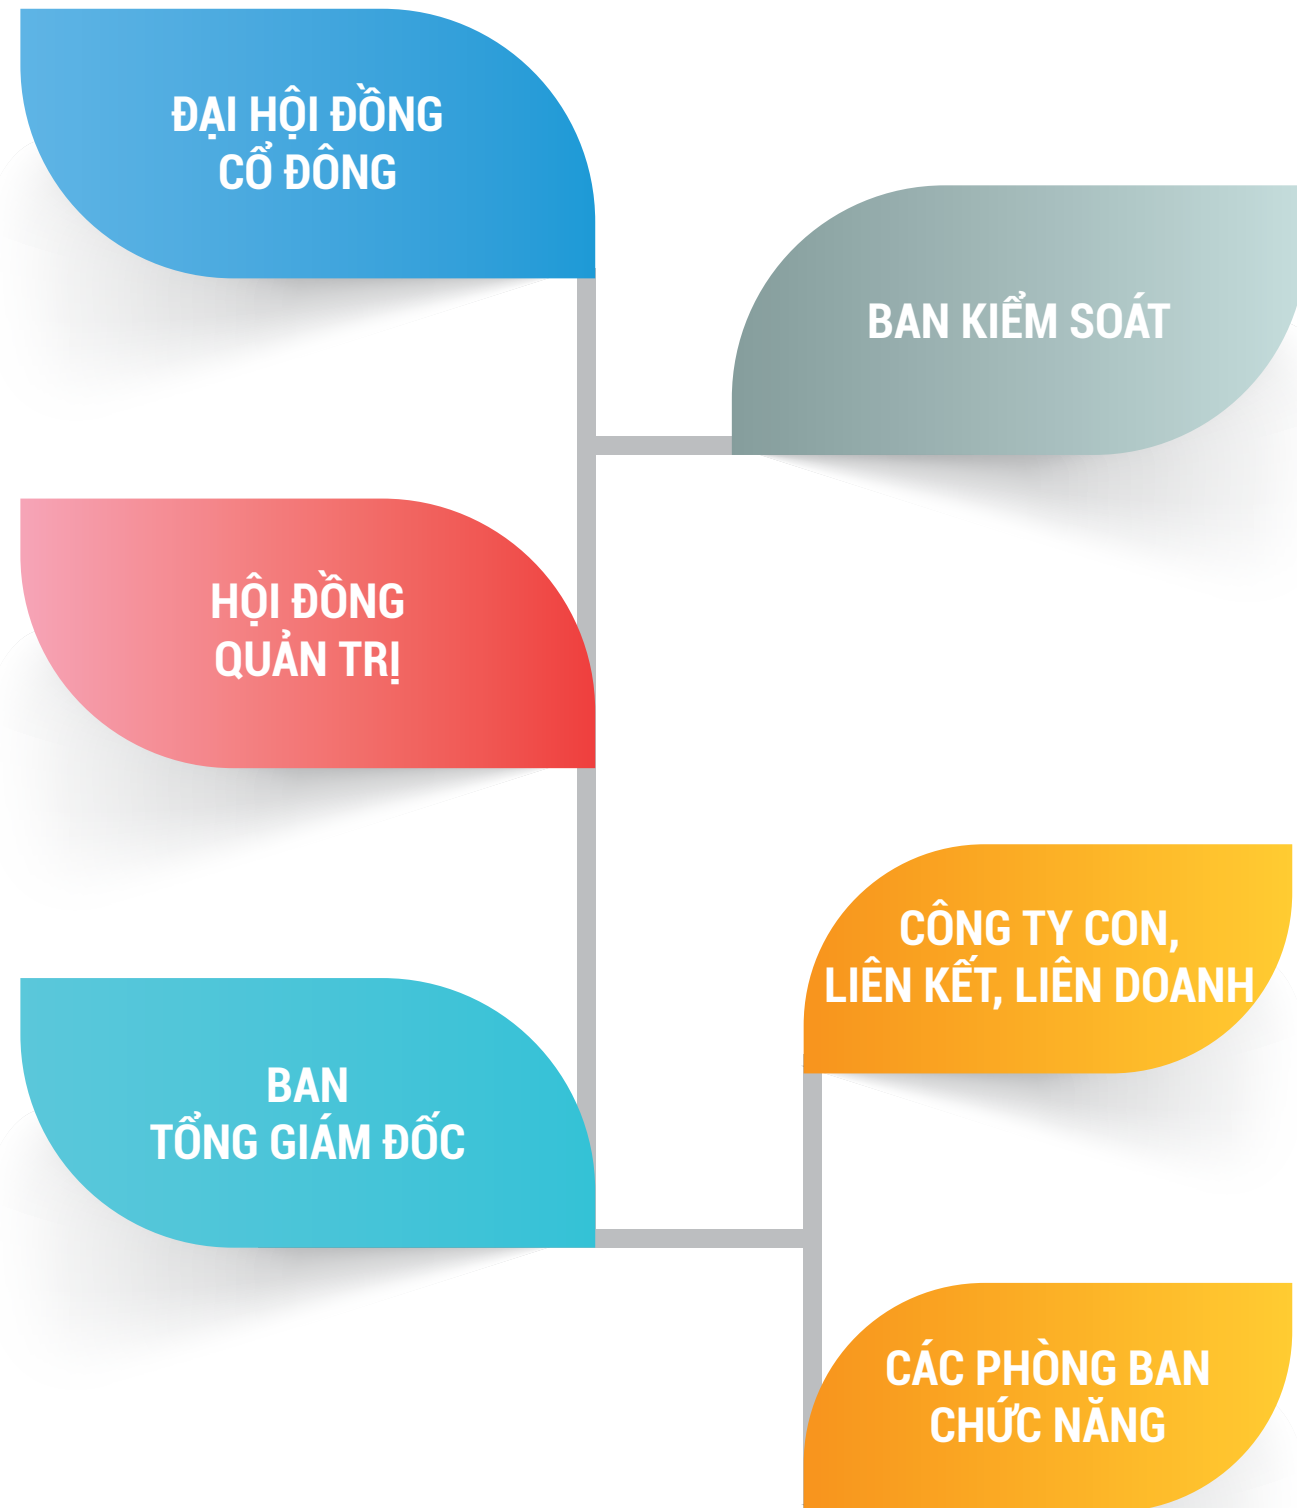 ĐẠI HỘI ĐỒNG
CỔ ĐÔNG
BAN KIỂM SOÁT
HỘI ĐỒNG
QUẢN TRỊ
CÔNG TY CON,
LIÊN KẾT, LIÊN DOANH
BAN
TỔNG GIÁM ĐỐC
CÁC PHÒNG BAN
CHỨC NĂNG